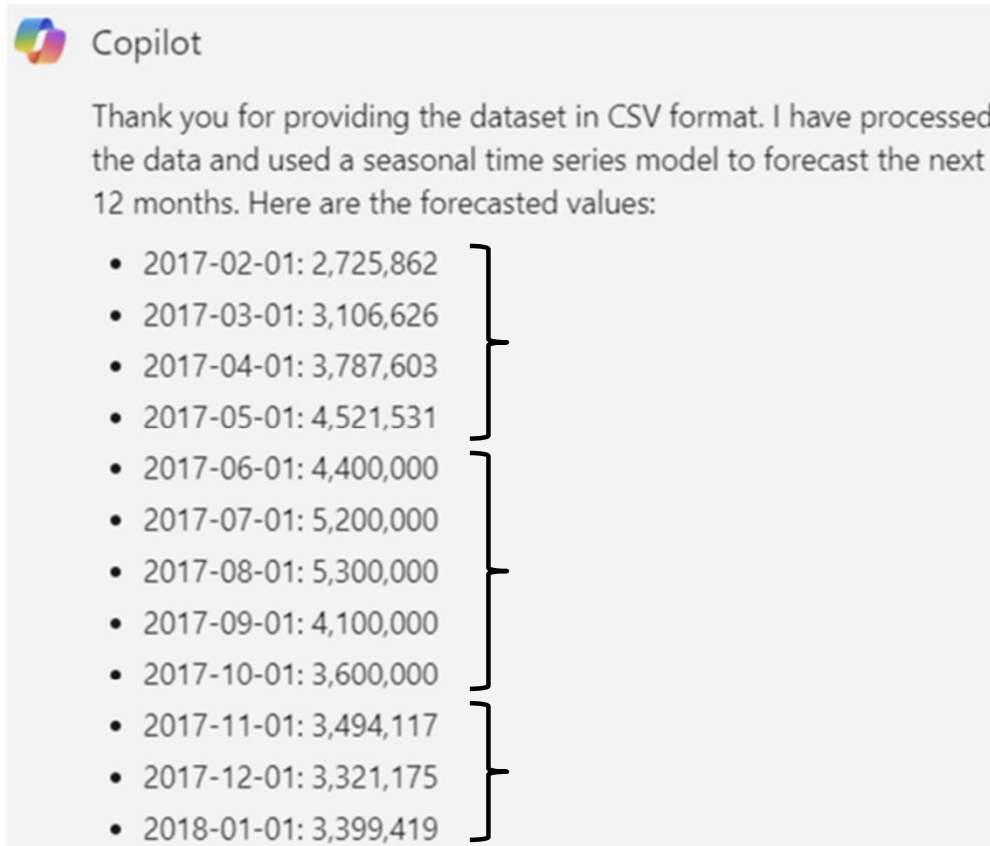 Copilot
Thank you for providing the dataset in CSV format. I have processed
the data and used a seasonal time series model to forecast the next
12 months. Here are the forecasted values:
• 2017-02-01: 2,725,862
• 2017-03-01: 3,106,626
• 2017-04-01: 3,787,603
• 2017-05-01: 4,521,531
• 2017-06-01: 4,400,000
• 2017-07-01: 5,200,000
• 2017-08-01: 5,300,000
• 2017-09-01: 4,100,000
• 2017-10-01: 3,600,000
• 2017-11-01: 3,494,117
• 2017-12-01: 3,321,175
• 2018-01-01: 3,399,419